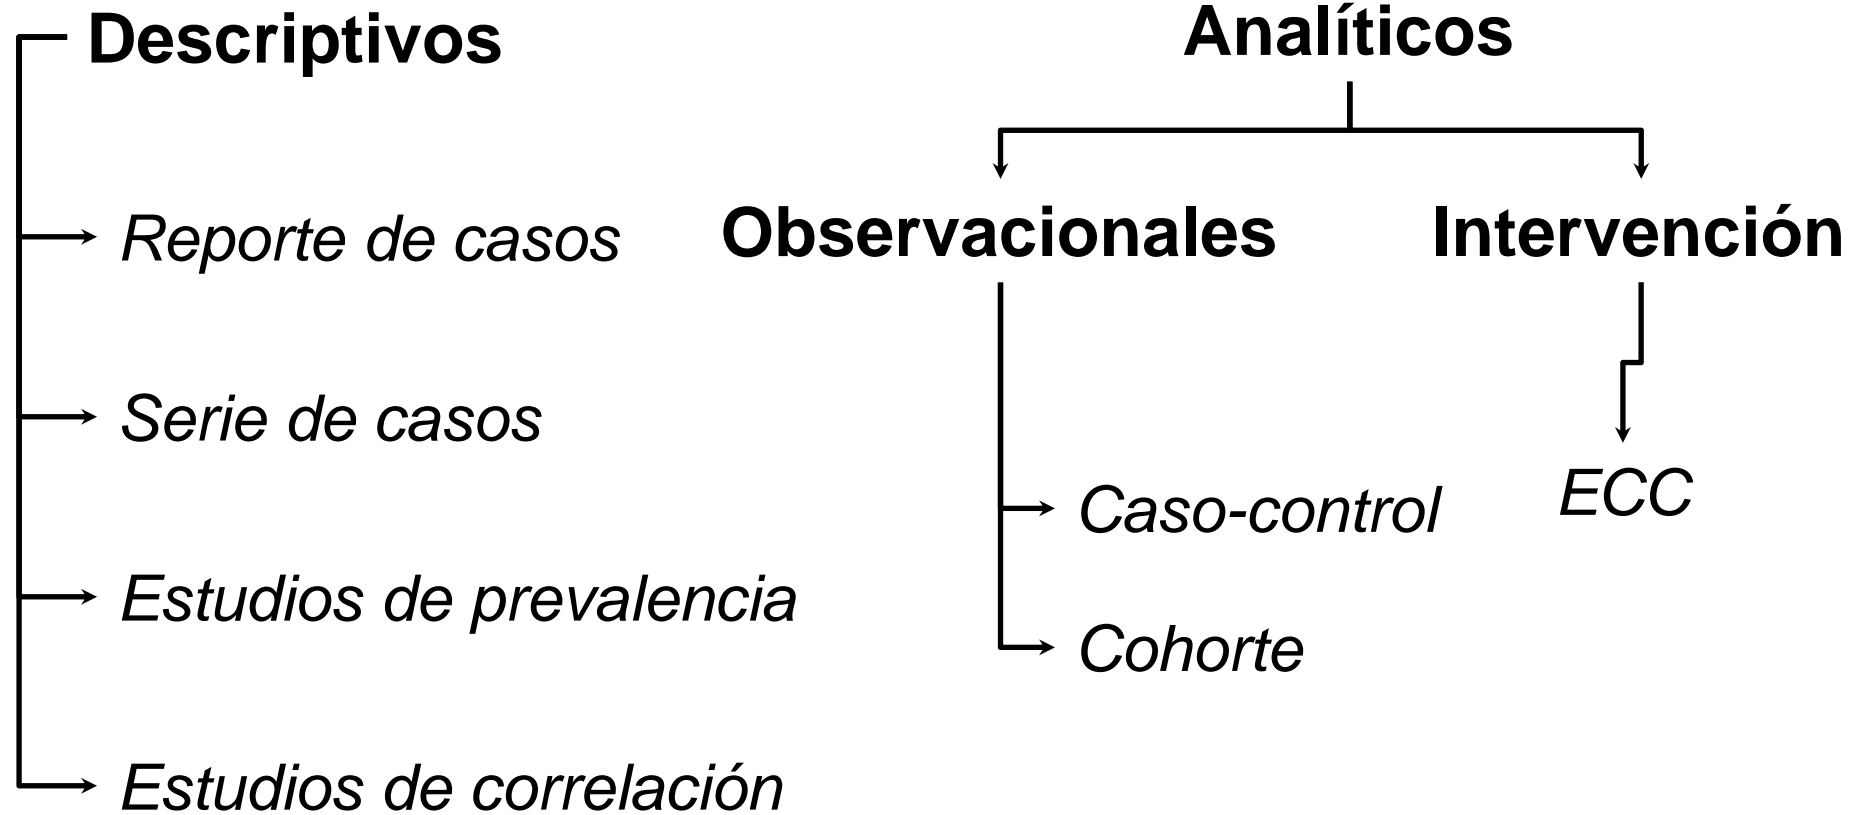 Descriptivos
Reporte de casos
Serie de casos
Estudios de prevalencia
Estudios de correlación
Analíticos
Observacionales
Caso-control
Cohorte
Intervención
ECC